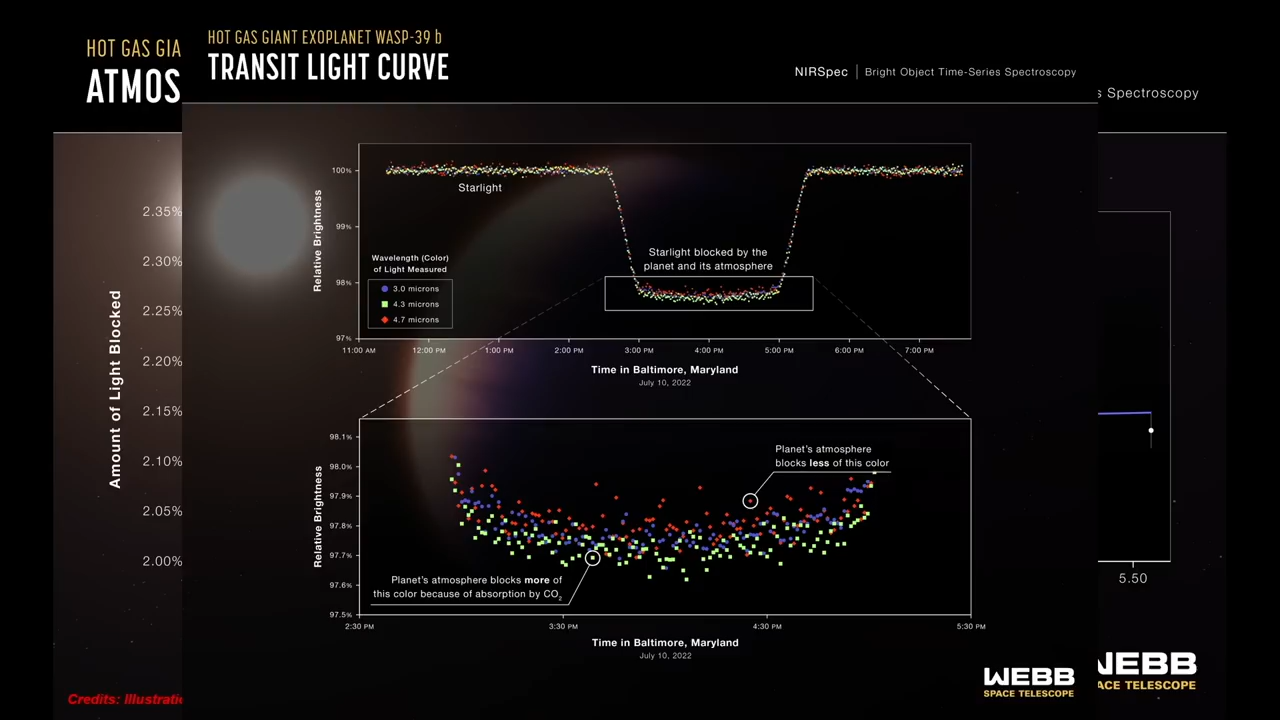 HOT GAS GIA
ATMOS
HOT GAS GIANT EXOPLANET WASP-39 b
TRANSIT LIGHT CURVE
NIRSpec | Bright Object Time-Series Spectroscopy
s Spectroscopy
Amount of Light Blocked
2.35%
2.30%
2.25%
2.20%
2.15%
2.10%
2.05%
2.00%
Relative Brightness
100%
99%
98%
97%
Starlight
Starlight blocked by the
planet and its atmosphere
Wavelength (Color)
of Light Measured
3.0 microns
4.3 microns
4.7 microns
11:00 AM 12:00 PM 1:00 PM 2:00 PM 3:00 PM 4:00 PM 5:00 PM 6:00 PM 7:00 PM
Time in Baltimore, Maryland
July 10, 2022
Relative Brightness
98.1%
98.0%
97.9%
97.8%
97.7%
97.6%
97.5%
Planet's atmosphere
blocks less of this color
Planet's atmosphere blocks more of
this color because of absorption by CO₂
2:30 PM 3:30 PM 4:30 PM 5:30 PM
Time in Baltimore, Maryland
July 10, 2022
5.50
WEBB
SPACE TELESCOPE
WEBB
ACE TELESCOPE
Credits: Illustratio